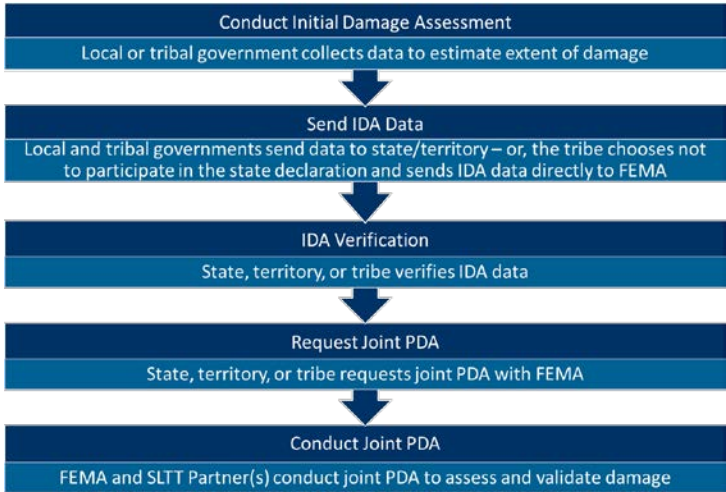 Conduct Initial Damage Assessment
Local or tribal government collects data to estimate extent of damage
Send IDA Data
Local and tribal governments send data to state/territory – or, the tribe chooses not
to participate in the state declaration and sends IDA data directly to FEMA
IDA Verification
State, territory, or tribe verifies IDA data
Request Joint PDA
State, territory, or tribe requests joint PDA with FEMA
Conduct Joint PDA
FEMA and SLTT Partner(s) conduct joint PDA to assess and validate damage